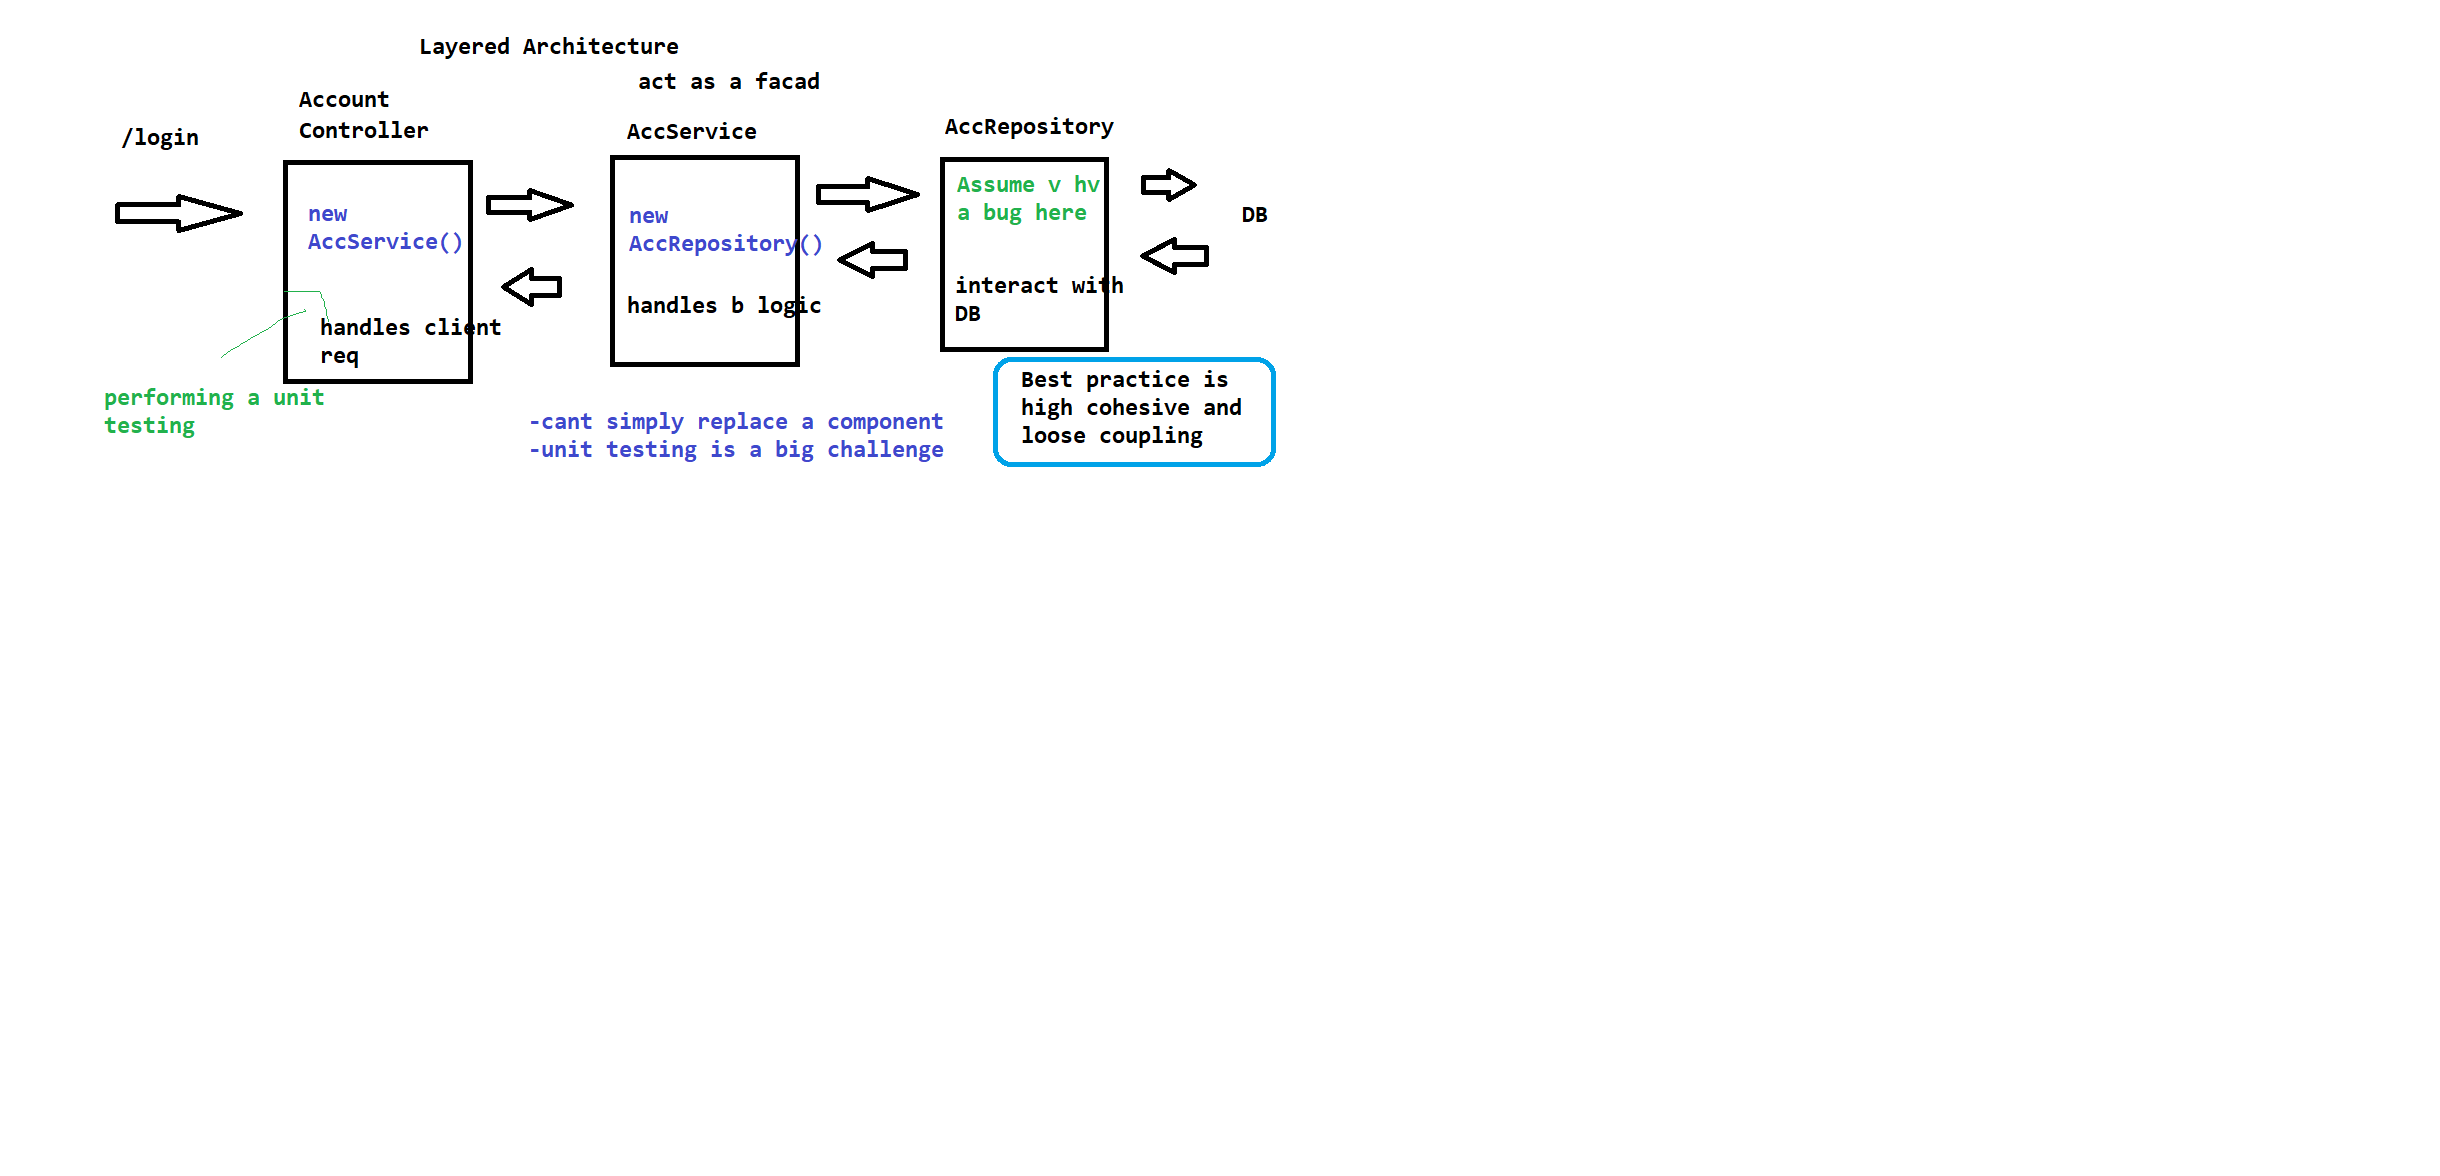 Layered Architecture
act as a facad
Account
Controller
/login
AccService
AccRepository
new
AccService()
handles client
req
new
AccRepository()
handles b logic
Assume v hv
a bug here
interact with
DB
DB
performing a unit
testing
-cant simply replace a component
-unit testing is a big challenge
Best practice is
high cohesive and
loose coupling